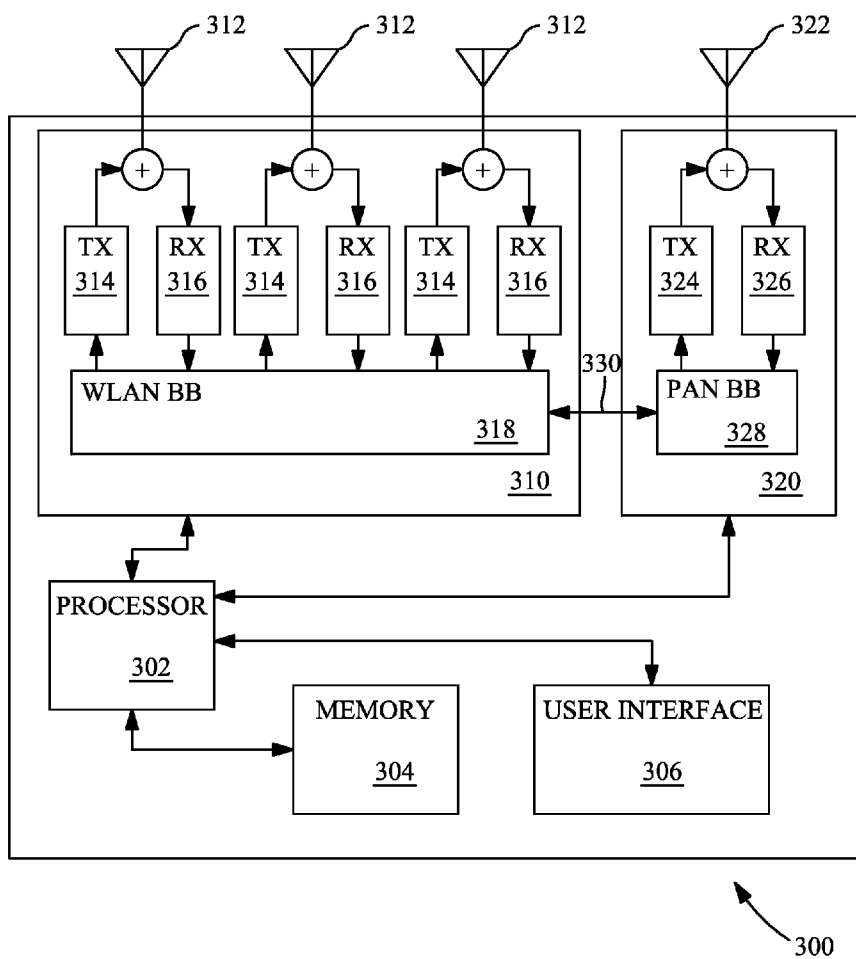 312 312 312 322
TX RX TX RX TX RX TX RX
314 316 314 316 314 316 324 326
330
WLAN BB PAN BB
318 328
310 320
PROCESSOR
302
MEMORY USER INTERFACE
304 306
300